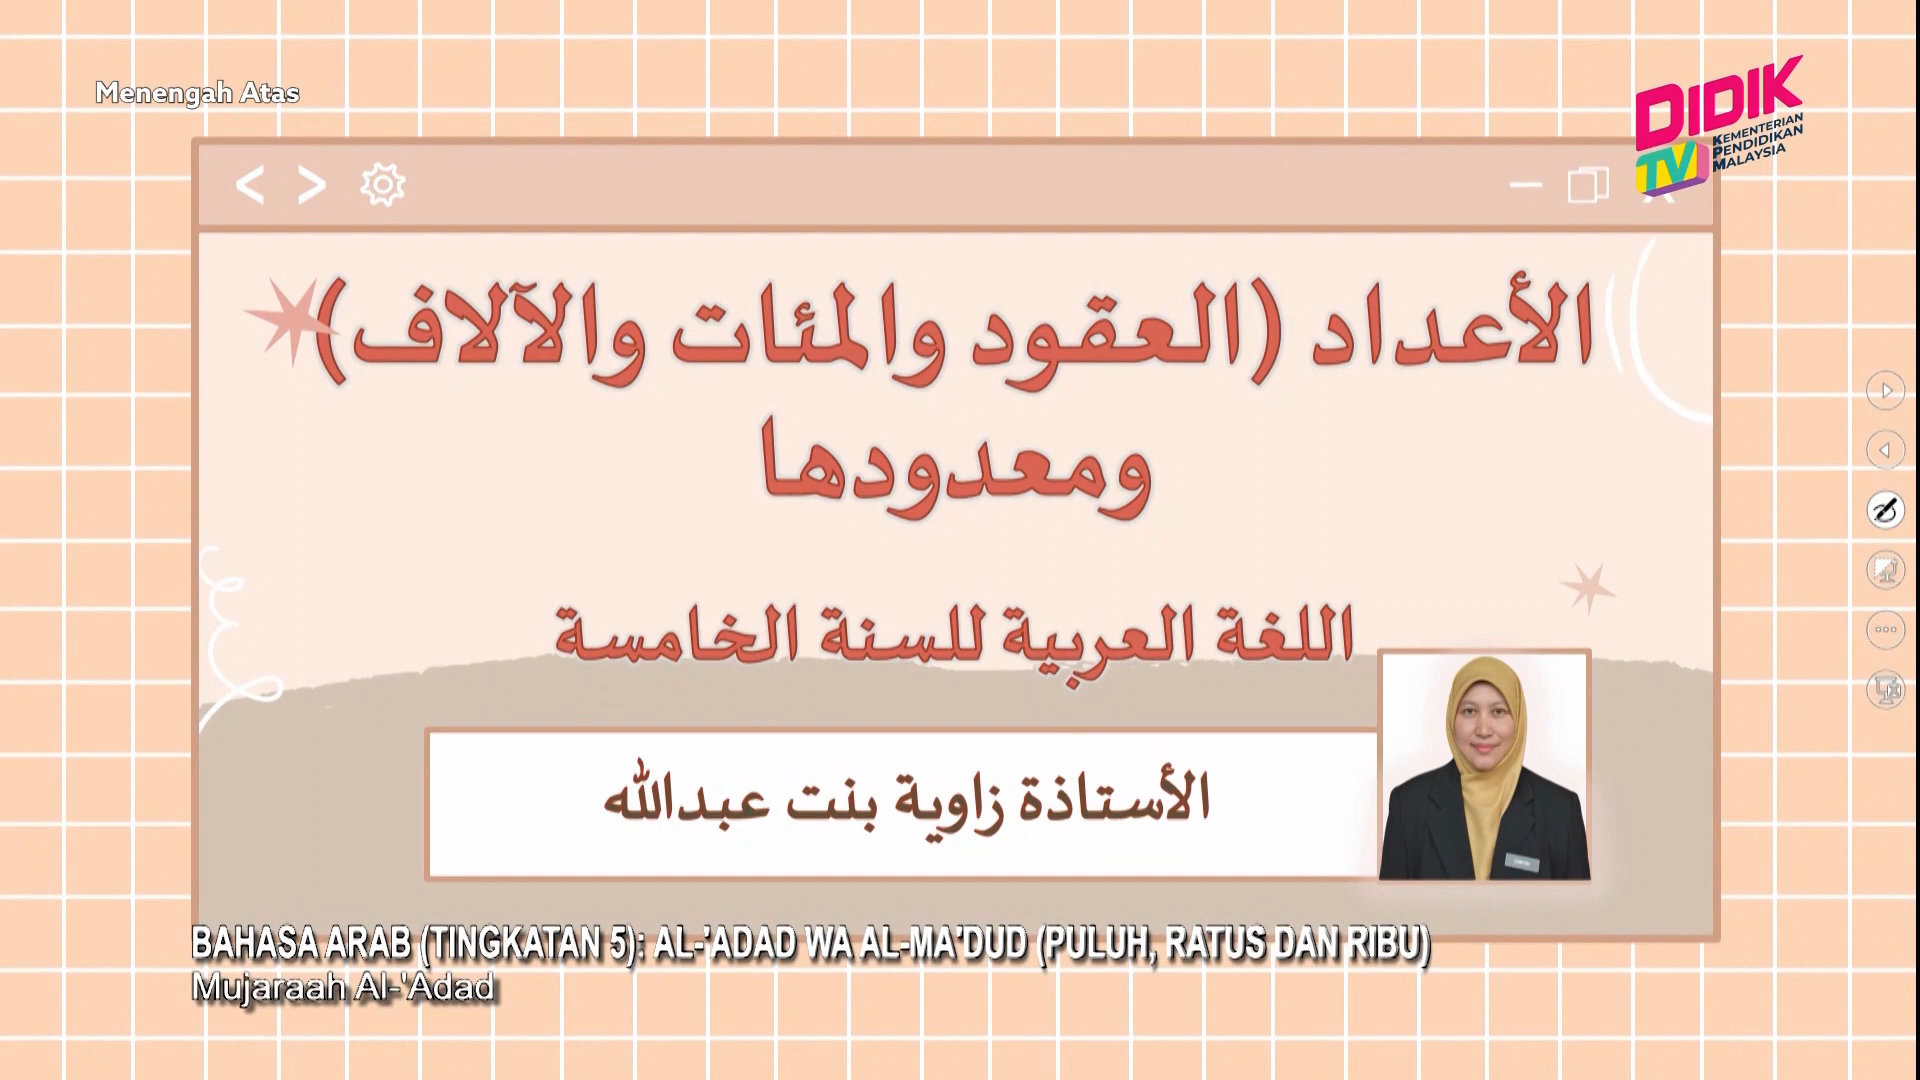 Menengah Atas
DIDIK
TV
KEMENTERIAN
PENDIDIKAN
MALAYSIA
الأعداد (العقود والمئات والآلاف)
ومعدودها
اللغة العربية للسنة الخامسة
الأستاذة زاوية بنت عبدالله
BAHASA ARAB (TINGKATAN 5): AL-'ADAD WA AL-MA'DUD (PULUH, RATUS DAN RIBU)
Mujaraah Al-'Adad